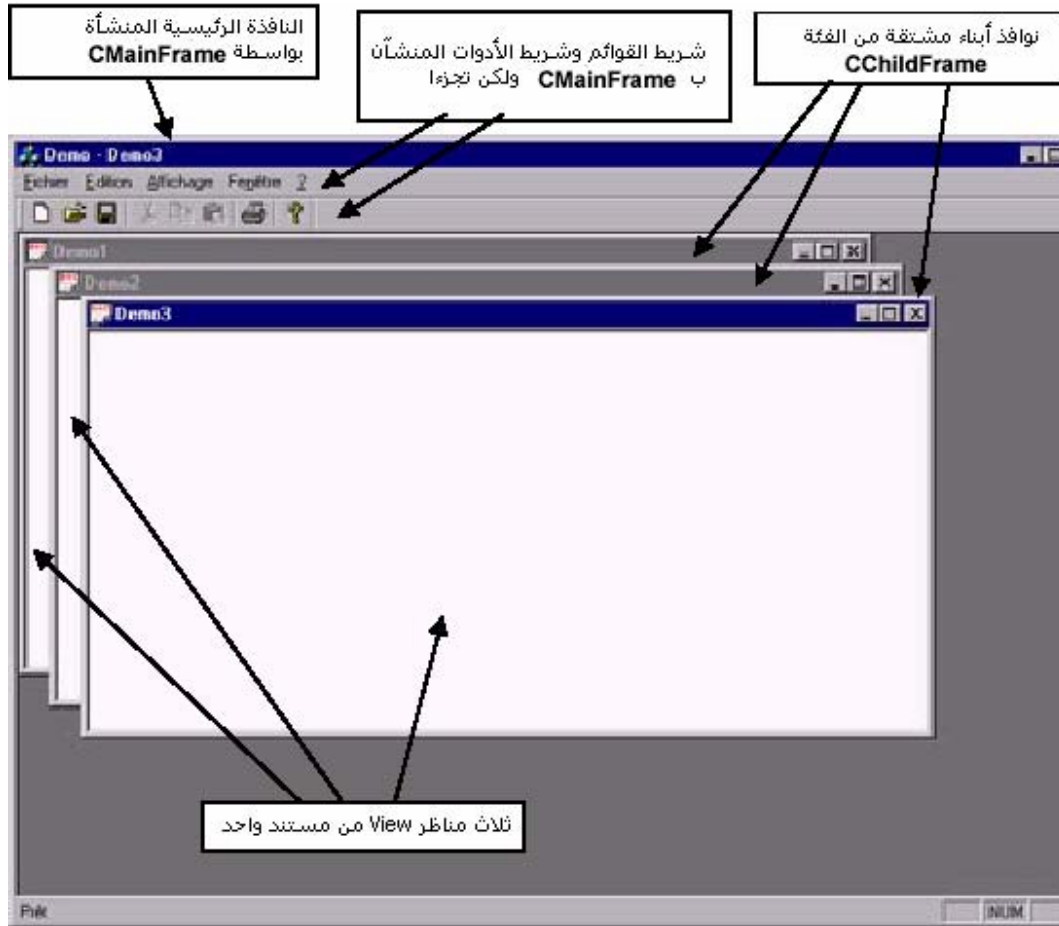 النافذة الرئيسية المنشأة
بواسطة CMainFrame
شريط القوائم وشريط الأدوات المنشآن
ب CMainFrame ولكن تجزءا
نوافذ أبناء مشتقة من الفئة
CChildFrame
Demo - Demo3
Fichier Edition Affichage Fenêtre ?
Demo1
Demo2
Demo3
ثلاث مناظر View من مستند واحد
Prêt
NUM